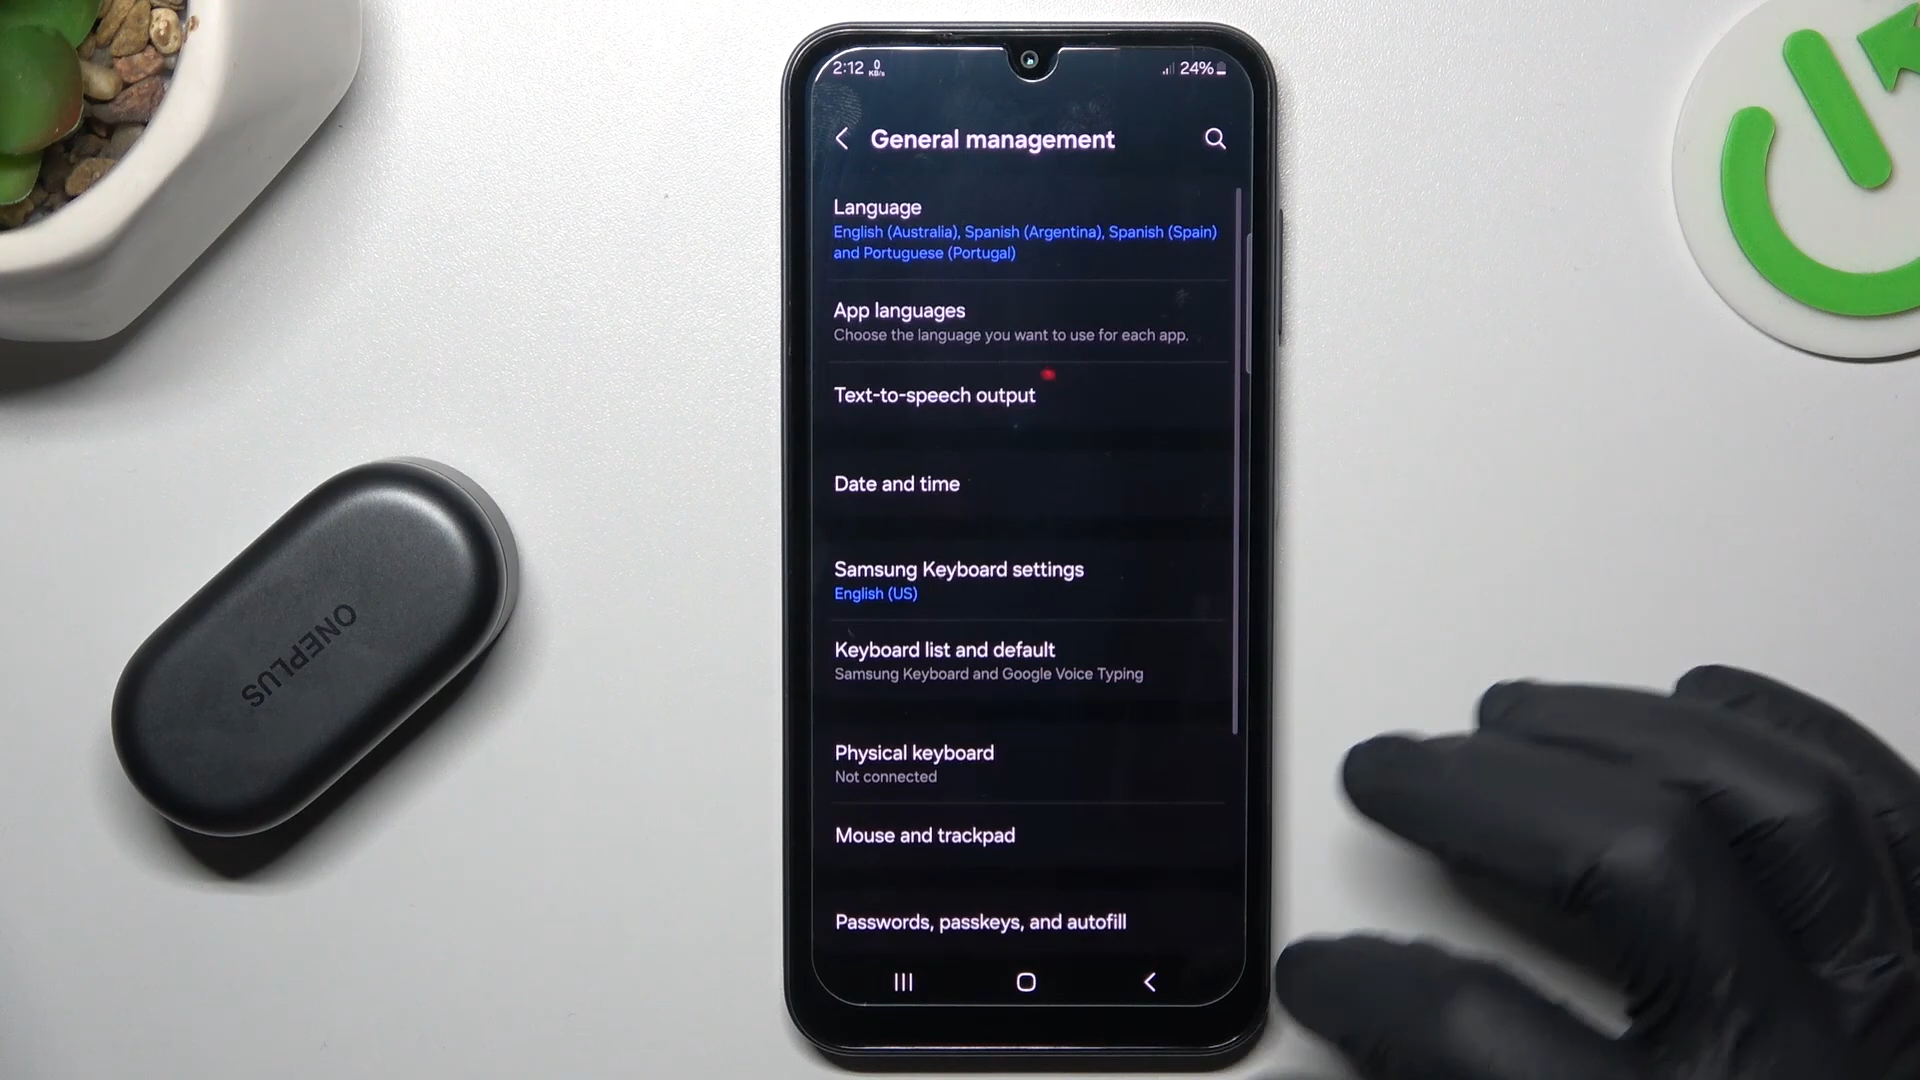 2:12 0 KB/s 24%
General management
Language
English (Australia), Spanish (Argentina), Spanish (Spain)
and Portuguese (Portugal)
App languages
Choose the language you want to use for each app.
Text-to-speech output
Date and time
Samsung Keyboard settings
English (US)
Keyboard list and default
Samsung Keyboard and Google Voice Typing
Physical keyboard
Not connected
Mouse and trackpad
Passwords, passkeys, and autofill
ONEPLUS